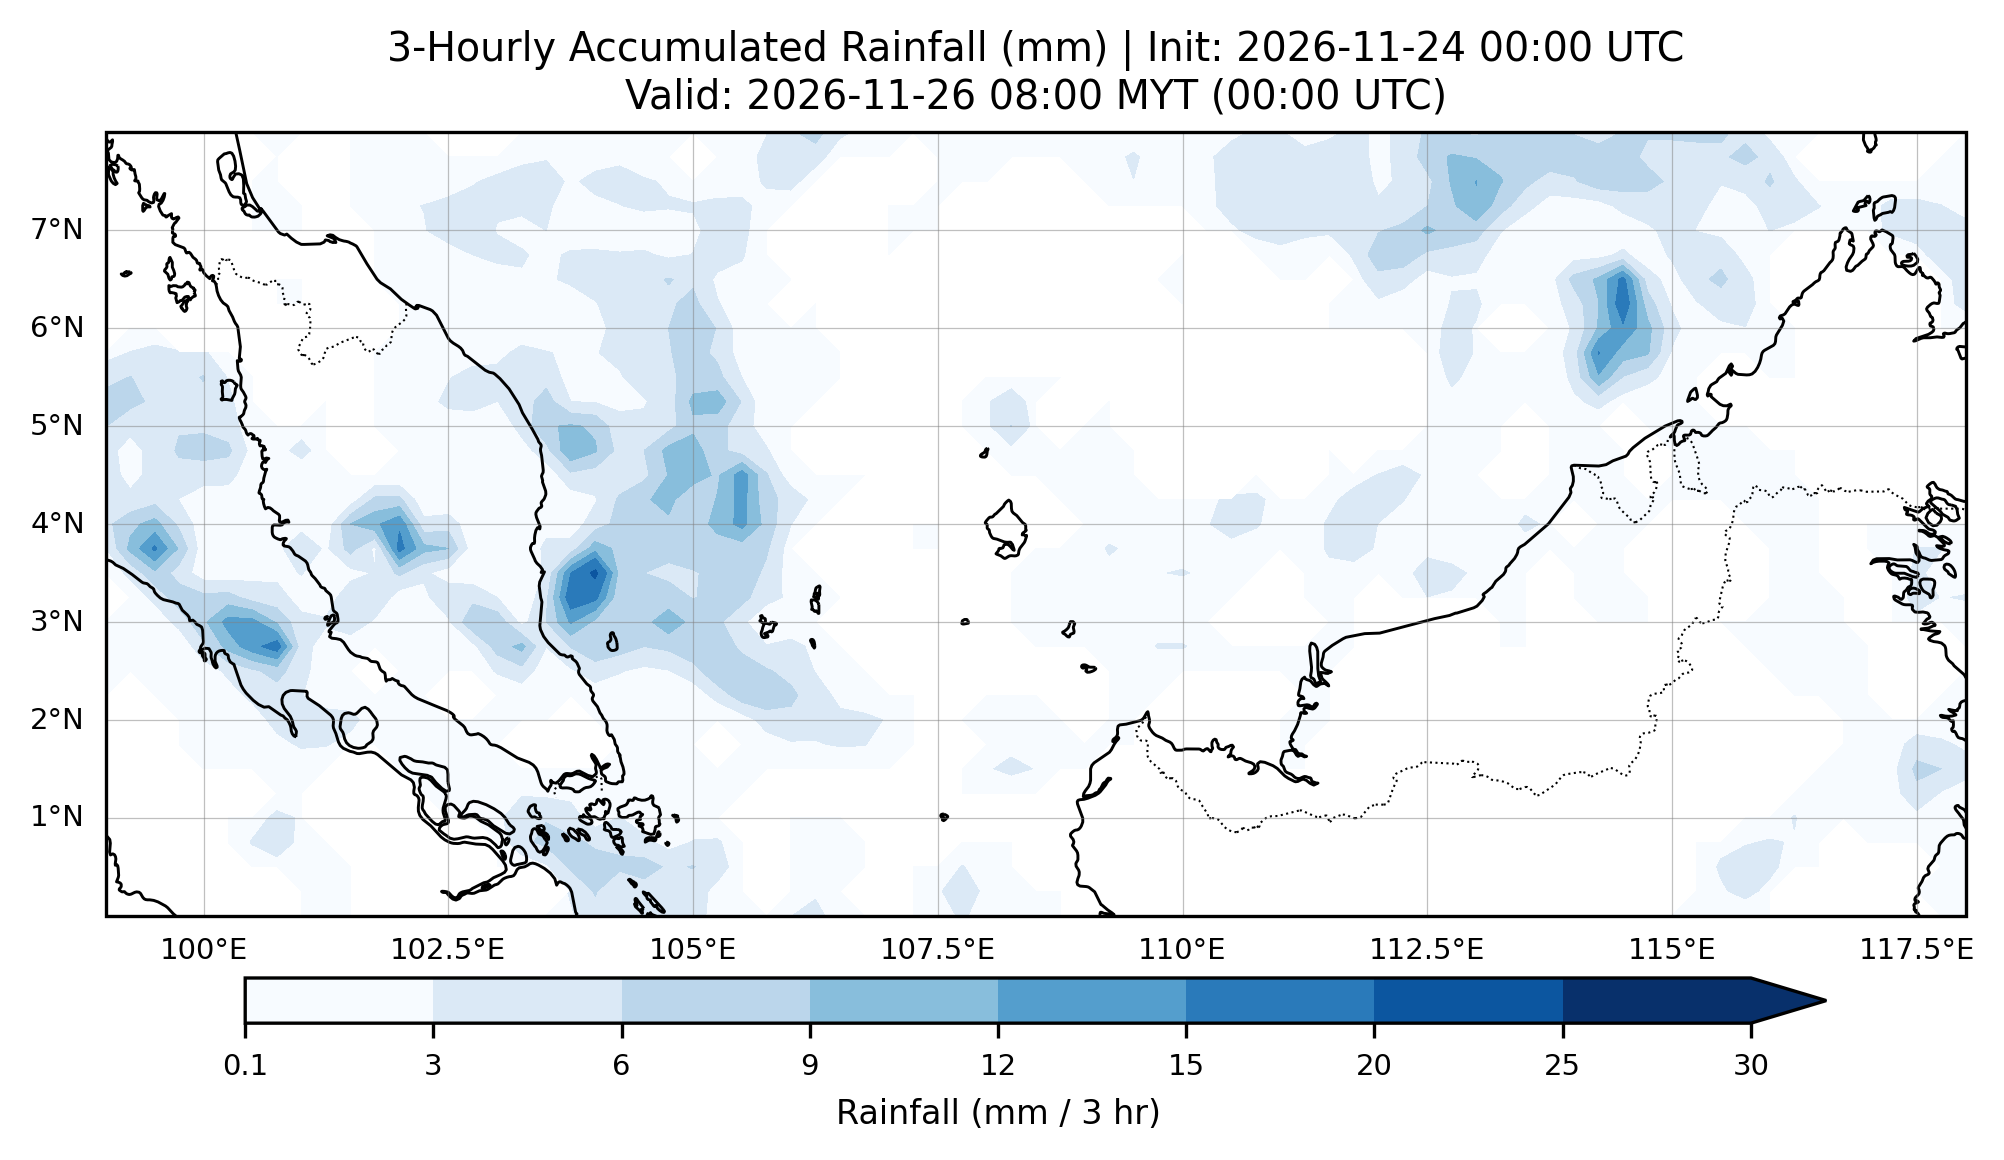 3-Hourly Accumulated Rainfall (mm) | Init: 2026-11-24 00:00 UTC
Valid: 2026-11-26 08:00 MYT (00:00 UTC)
7°N
6°N
5°N
4°N
3°N
2°N
1°N
100°E 102.5°E 105°E 107.5°E 110°E 112.5°E 115°E 117.5°E
0.1 3 6 9 12 15 20 25 30
Rainfall (mm / 3 hr)